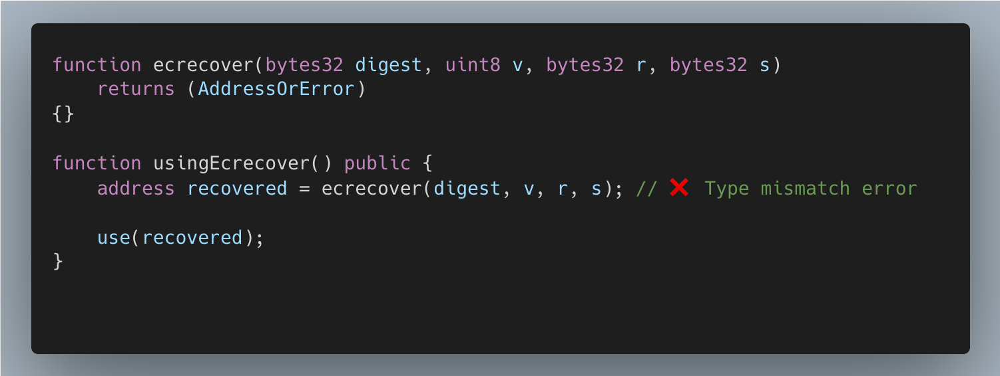 function ecrecover(bytes32 digest, uint8 v, bytes32 r, bytes32 s)
    returns (AddressOrError)
{}
function usingEcrecover() public {
    address recovered = ecrecover(digest, v, r, s); // ❌ Type mismatch error
    use(recovered);
}